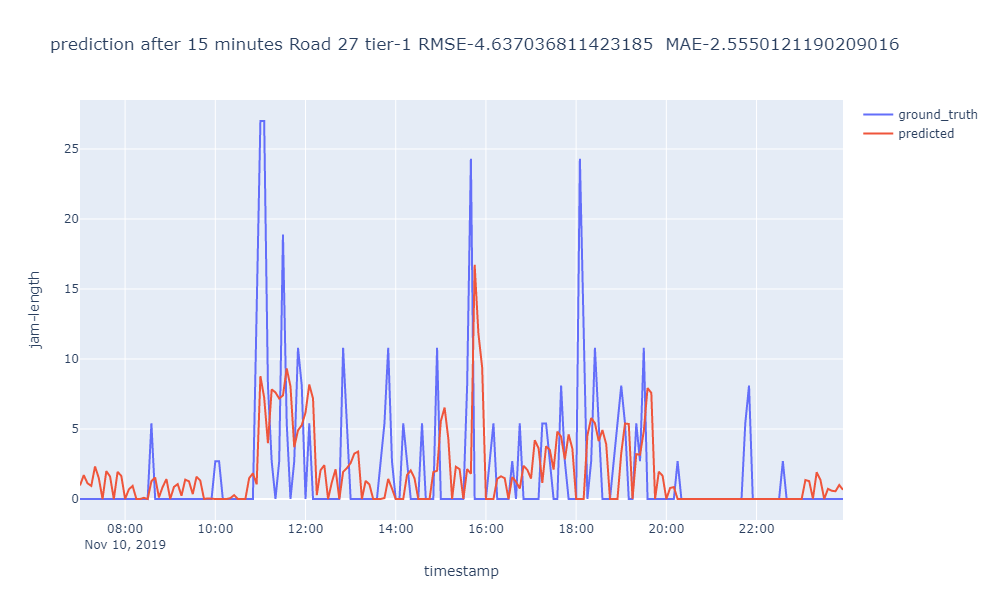 prediction after 15 minutes Road 27 tier-1 RMSE-4.637036811423185  MAE-2.5550121190209016
ground_truth
predicted
25
20
15
10
5
0
jam-length
08:00 10:00 12:00 14:00 16:00 18:00 20:00 22:00
Nov 10, 2019
timestamp